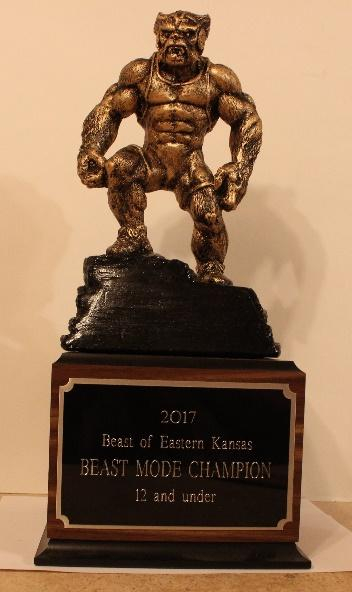 2017
Beast of Eastern Kansas
BEAST MODE CHAMPION
12 and under